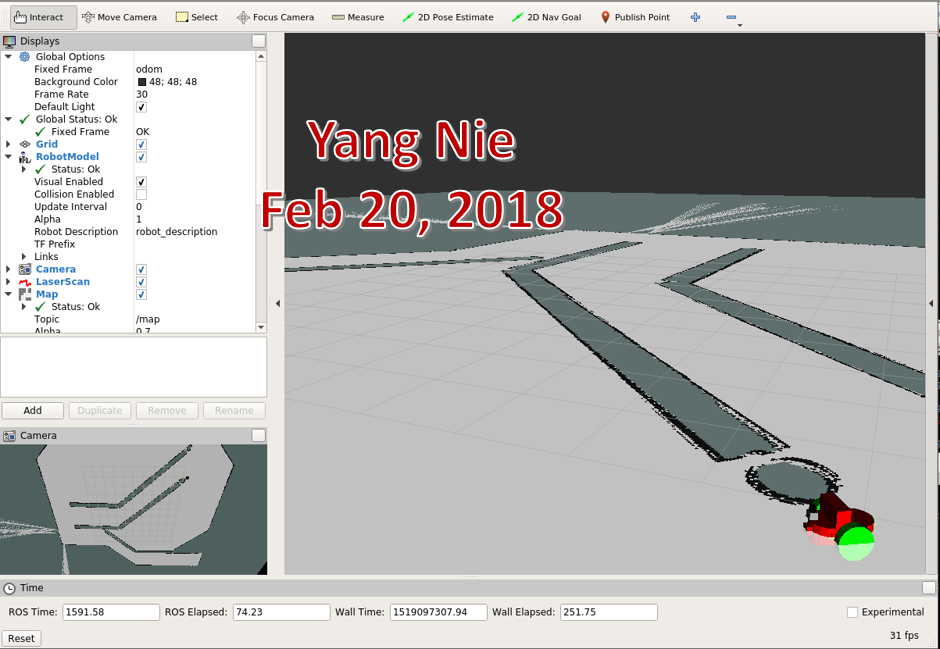 Interact Move Camera Select Focus Camera Measure 2D Pose Estimate 2D Nav Goal Publish Point
Displays
Global Options
Fixed Frame odom
Background Color 48; 48; 48
Frame Rate 30
Default Light
Global Status: Ok
Fixed Frame OK
Grid
RobotModel
Status: Ok
Visual Enabled
Collision Enabled
Update Interval 0
Alpha 1
Robot Description robot_description
TF Prefix
Links
Camera
LaserScan
Map
Status: Ok
Topic /map
Alpha 0.7
Add Duplicate Remove Rename
Camera
Yang Nie
Feb 20, 2018
Time
ROS Time: 1591.58 ROS Elapsed: 74.23 Wall Time: 1519097307.94 Wall Elapsed: 251.75 Experimental
Reset 31 fps